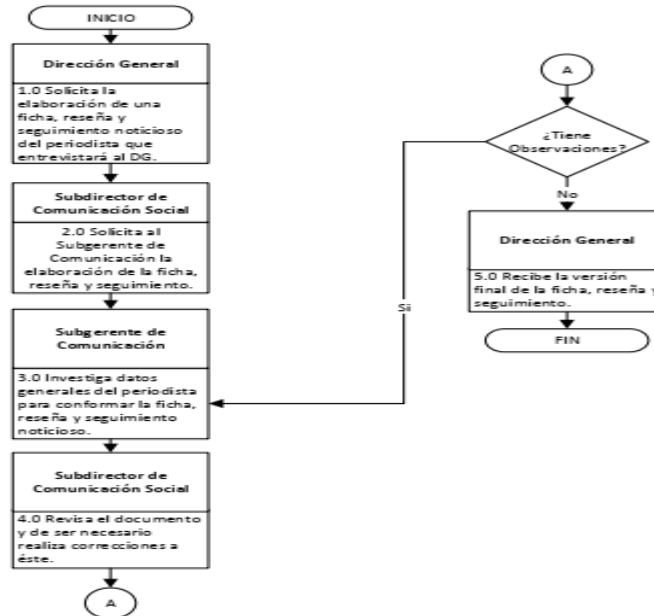 INICIO
Dirección General
1.0 Solicita la
elaboración de una
ficha, reseña y
seguimiento noticioso
del periodista que
entrevistará al DG.
Subdirector de
Comunicación Social
2.0 Solicita al
Subgerente de
Comunicación la
elaboración de la ficha,
reseña y seguimiento.
Subgerente de
Comunicación
3.0 Investiga datos
generales del periodista
para conformar la ficha,
reseña y seguimiento
noticioso.
Subdirector de
Comunicación Social
4.0 Revisa el documento
y de ser necesario
realiza correcciones a
éste.
A
A
¿Tiene
Observaciones?
Si
No
Dirección General
5.0 Recibe la versión
final de la ficha, reseña y
seguimiento.
FIN